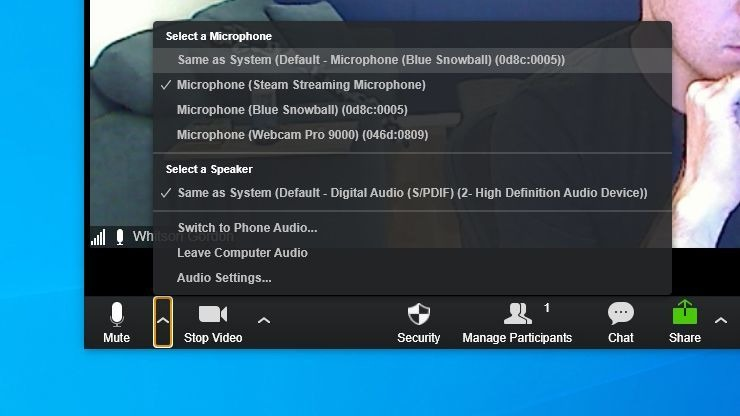 Select a Microphone
Same as System (Default - Microphone (Blue Snowball) (0d8c:0005))
Microphone (Steam Streaming Microphone)
Microphone (Blue Snowball) (0d8c:0005)
Microphone (Webcam Pro 9000) (046d:0809)
Select a Speaker
Same as System (Default - Digital Audio (S/PDIF) (2- High Definition Audio Device))
Switch to Phone Audio...
Whitson Gordon
Leave Computer Audio
Audio Settings...
1
Mute Stop Video Security Manage Participants Chat Share